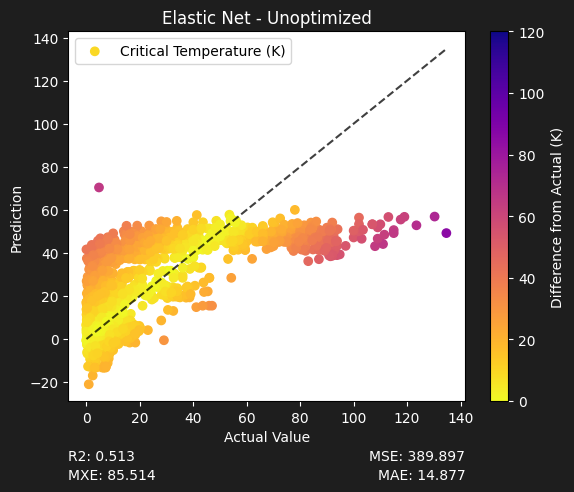 Elastic Net - Unoptimized
Critical Temperature (K)
140
120
100
80
60
40
20
0
−20
Prediction
0 20 40 60 80 100 120 140
Actual Value
120
100
80
60
40
20
0
Difference from Actual (K)
R2: 0.513 MSE: 389.897
MXE: 85.514 MAE: 14.877